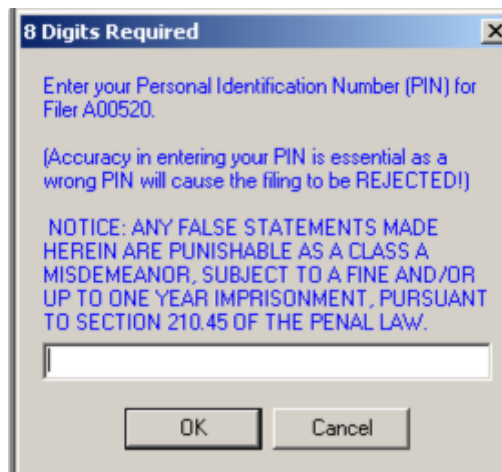 8 Digits Required
Enter your Personal Identification Number (PIN) for
Filer A00520.
(Accuracy in entering your PIN is essential as a
wrong PIN will cause the filing to be REJECTED!)
NOTICE: ANY FALSE STATEMENTS MADE
HEREIN ARE PUNISHABLE AS A CLASS A
MISDEMEANOR, SUBJECT TO A FINE AND/OR
UP TO ONE YEAR IMPRISONMENT, PURSUANT
TO SECTION 210.45 OF THE PENAL LAW.
OK Cancel